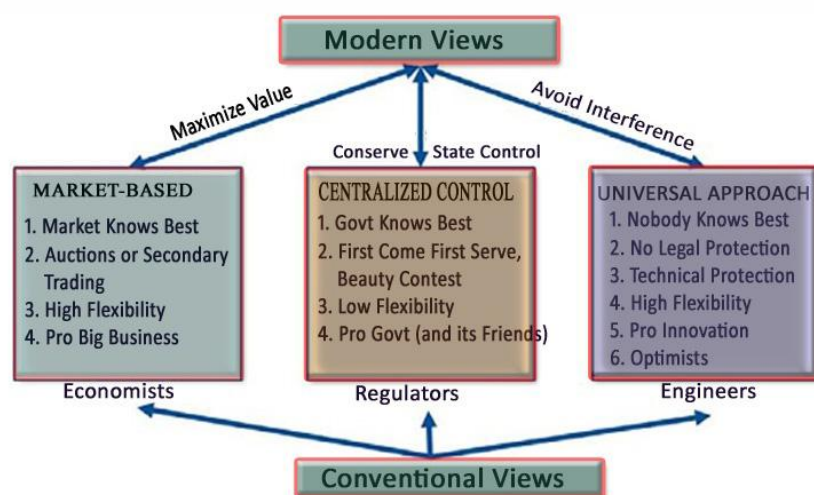 Modern Views
Maximize Value
Avoid Interference
Conserve State Control
MARKET-BASED
1. Market Knows Best
2. Auctions or Secondary
Trading
3. High Flexibility
4. Pro Big Business
Economists
CENTRALIZED CONTROL
1. Govt Knows Best
2. First Come First Serve,
Beauty Contest
3. Low Flexibility
4. Pro Govt (and its Friends)
Regulators
UNIVERSAL APPROACH
1. Nobody Knows Best
2. No Legal Protection
3. Technical Protection
4. High Flexibility
5. Pro Innovation
6. Optimists
Engineers
Conventional Views